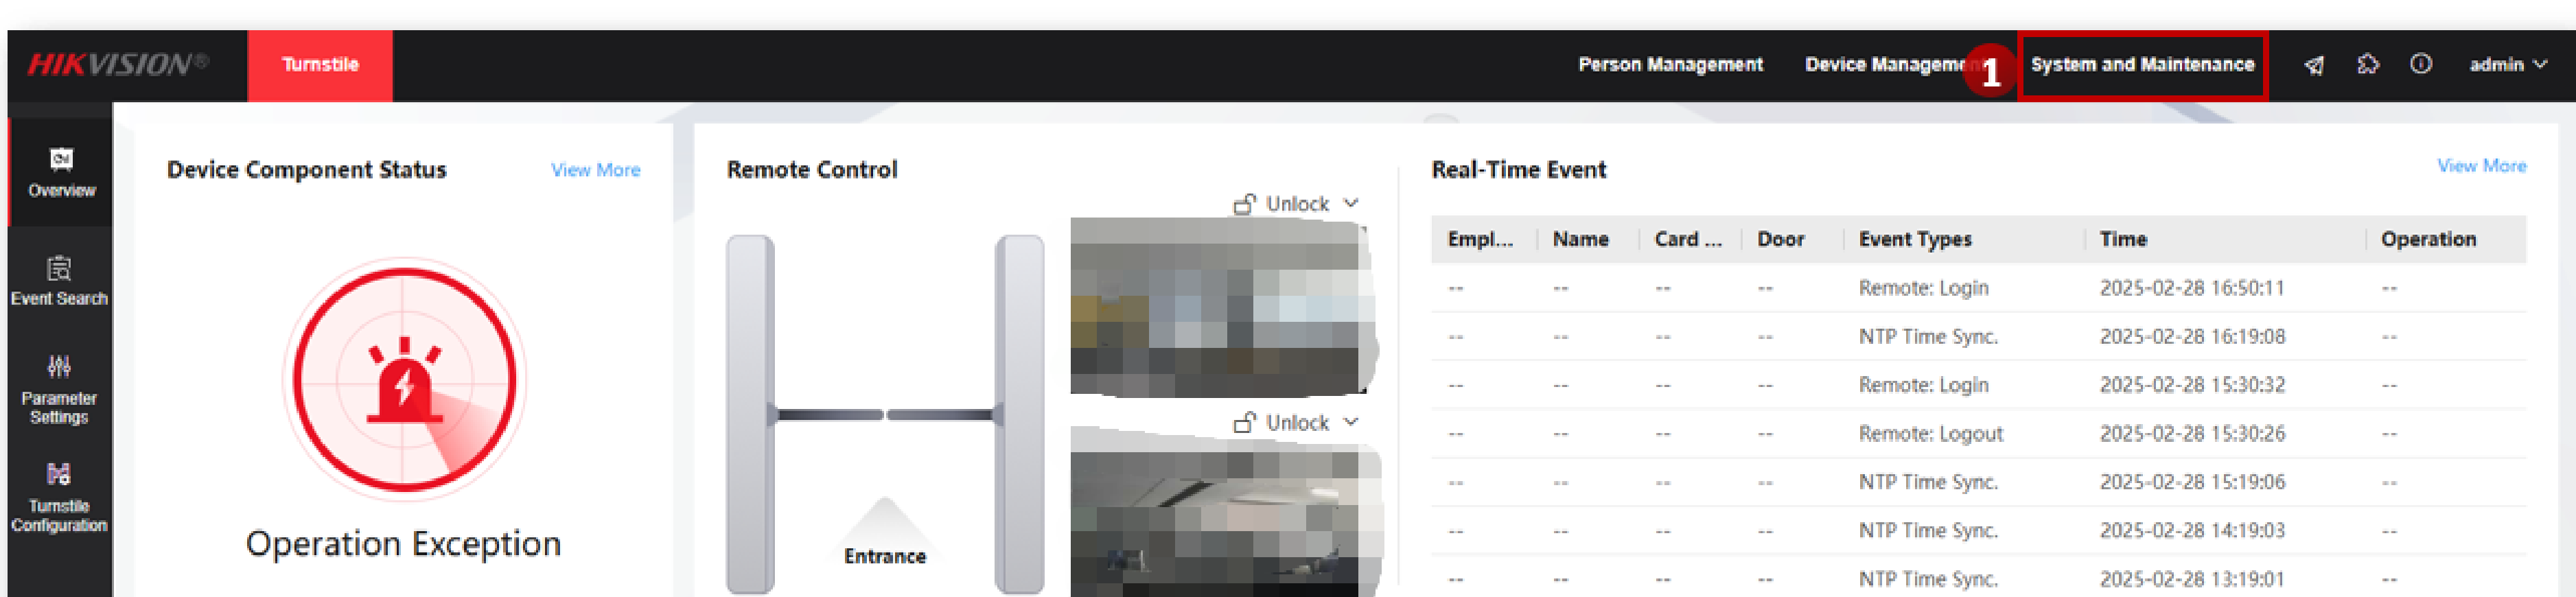 HIKVISION®
Turnstile
Person Management
Device Managemen
1
System and Maintenance
admin
Overview
Event Search
Parameter
Settings
Turnstile
Configuration
Device Component Status
View More
Operation Exception
Remote Control
Unlock
Unlock
Entrance
Real-Time Event
View More
Empl... Name Card ... Door Event Types Time Operation
-- -- -- -- Remote: Login 2025-02-28 16:50:11 --
-- -- -- -- NTP Time Sync. 2025-02-28 16:19:08 --
-- -- -- -- Remote: Login 2025-02-28 15:30:32 --
-- -- -- -- Remote: Logout 2025-02-28 15:30:26 --
-- -- -- -- NTP Time Sync. 2025-02-28 15:19:06 --
-- -- -- -- NTP Time Sync. 2025-02-28 14:19:03 --
-- -- -- -- NTP Time Sync. 2025-02-28 13:19:01 --